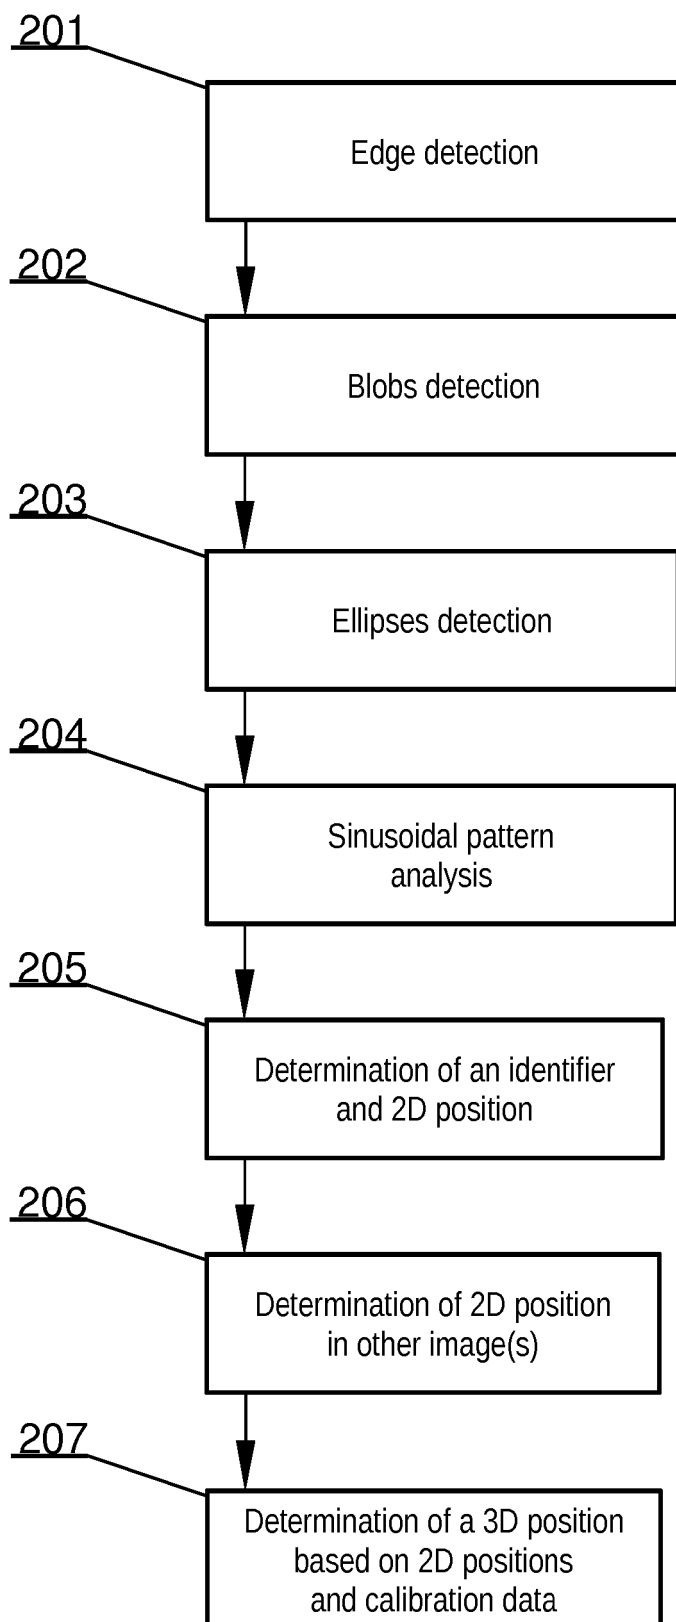 201
Edge detection
202
Blobs detection
203
Ellipses detection
204
Sinusoidal pattern
analysis
205
Determination of an identifier
and 2D position
206
Determination of 2D position
in other image(s)
207
Determination of a 3D position
based on 2D positions
and calibration data